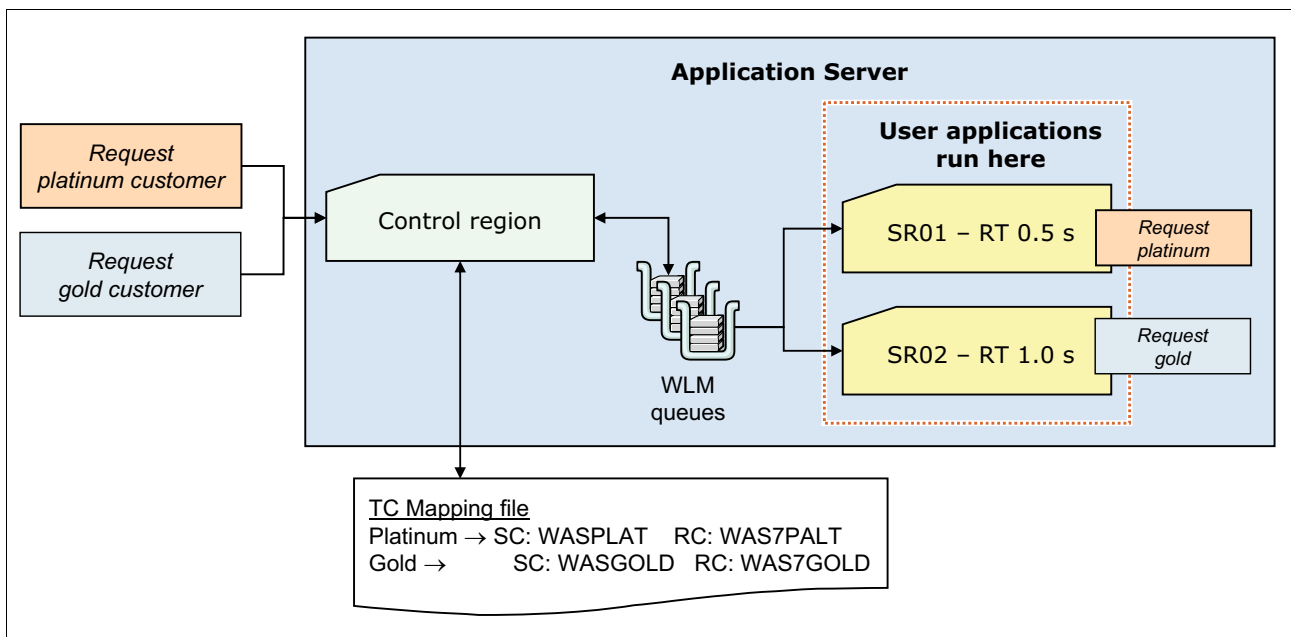 Application Server
User applications
run here
Request
platinum customer
Request
gold customer
Control region
SR01 – RT 0.5 s
Request
platinum
SR02 – RT 1.0 s
Request
gold
WLM
queues
TC Mapping file
Platinum → SC: WASPLAT RC: WAS7PALT
Gold → SC: WASGOLD RC: WAS7GOLD